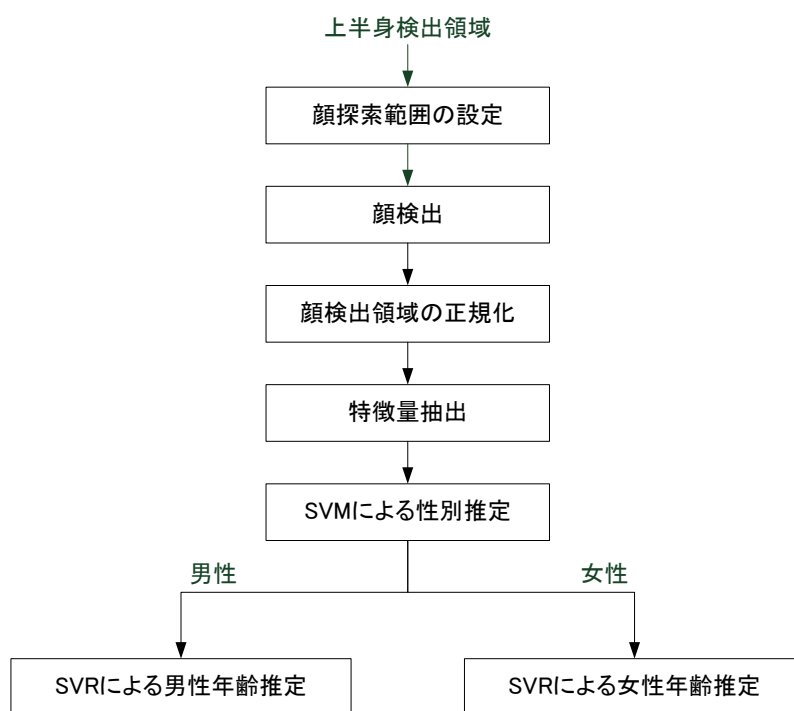 上半身検出領域
顔探索範囲の設定
顔検出
顔検出領域の正規化
特徴量抽出
SVMによる性別推定
男性
女性
SVRによる男性年齢推定
SVRによる女性年齢推定